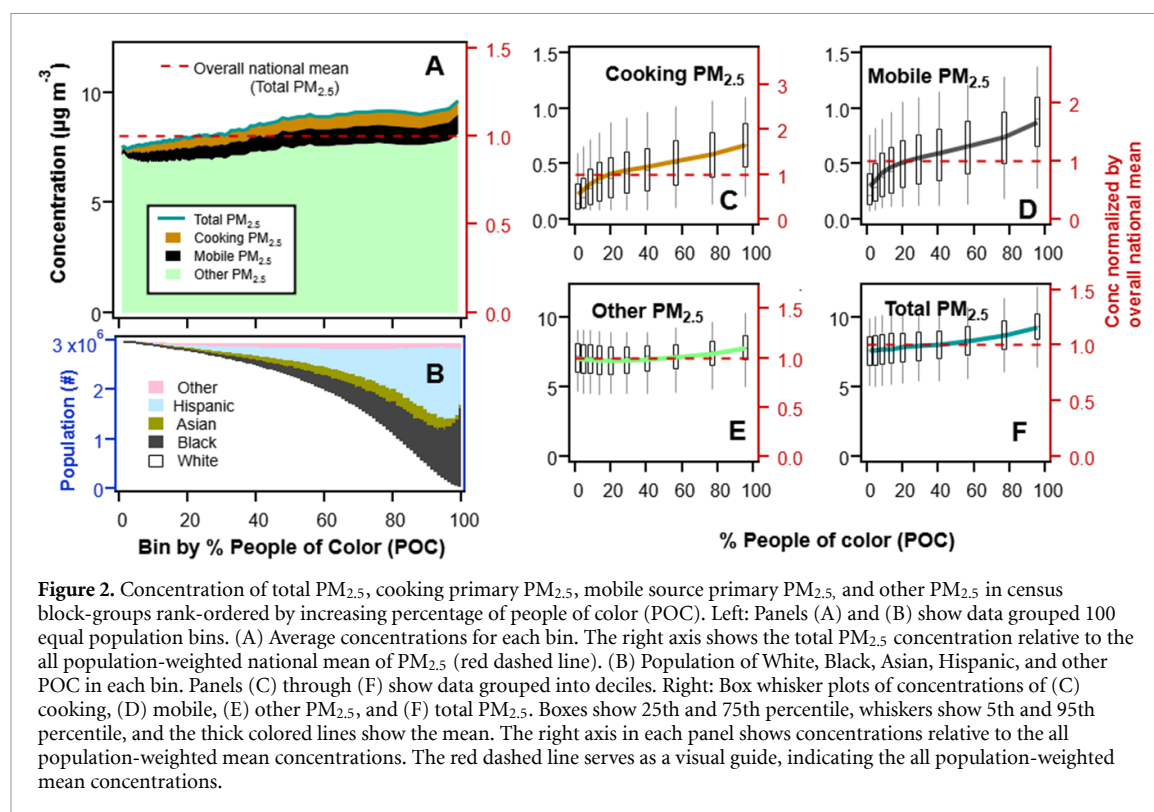 A
Overall national mean
(Total PM2.5)
Concentration (µg m-3)
10
5
0
1.5
1.0
0.5
0.0
Total PM2.5
Cooking PM2.5
Mobile PM2.5
Other PM2.5
B
Population (#)
3 x106
2
1
0
Other
Hispanic
Asian
Black
White
0 20 40 60 80 100
Bin by % People of Color (POC)
Cooking PM2.5
C
1.5
1.0
0.5
0.0
3
2
1
0
0 20 40 60 80 100
Mobile PM2.5
D
1.5
1.0
0.5
0.0
2
1
0
0 20 40 60 80 100
Other PM2.5
E
10
5
0
1.5
1.0
0.5
0.0
0 20 40 60 80 100
Total PM2.5
F
10
5
0
1.5
1.0
0.5
0.0
0 20 40 60 80 100
Conc normalized by
overall national mean
% People of color (POC)
Figure 2. Concentration of total PM2.5, cooking primary PM2.5, mobile source primary PM2.5, and other PM2.5 in census
block-groups rank-ordered by increasing percentage of people of color (POC). Left: Panels (A) and (B) show data grouped 100
equal population bins. (A) Average concentrations for each bin. The right axis shows the total PM2.5 concentration relative to the
all population-weighted national mean of PM2.5 (red dashed line). (B) Population of White, Black, Asian, Hispanic, and other
POC in each bin. Panels (C) through (F) show data grouped into deciles. Right: Box whisker plots of concentrations of (C)
cooking, (D) mobile, (E) other PM2.5, and (F) total PM2.5. Boxes show 25th and 75th percentile, whiskers show 5th and 95th
percentile, and the thick colored lines show the mean. The right axis in each panel shows concentrations relative to the all
population-weighted mean concentrations. The red dashed line serves as a visual guide, indicating the all population-weighted
mean concentrations.